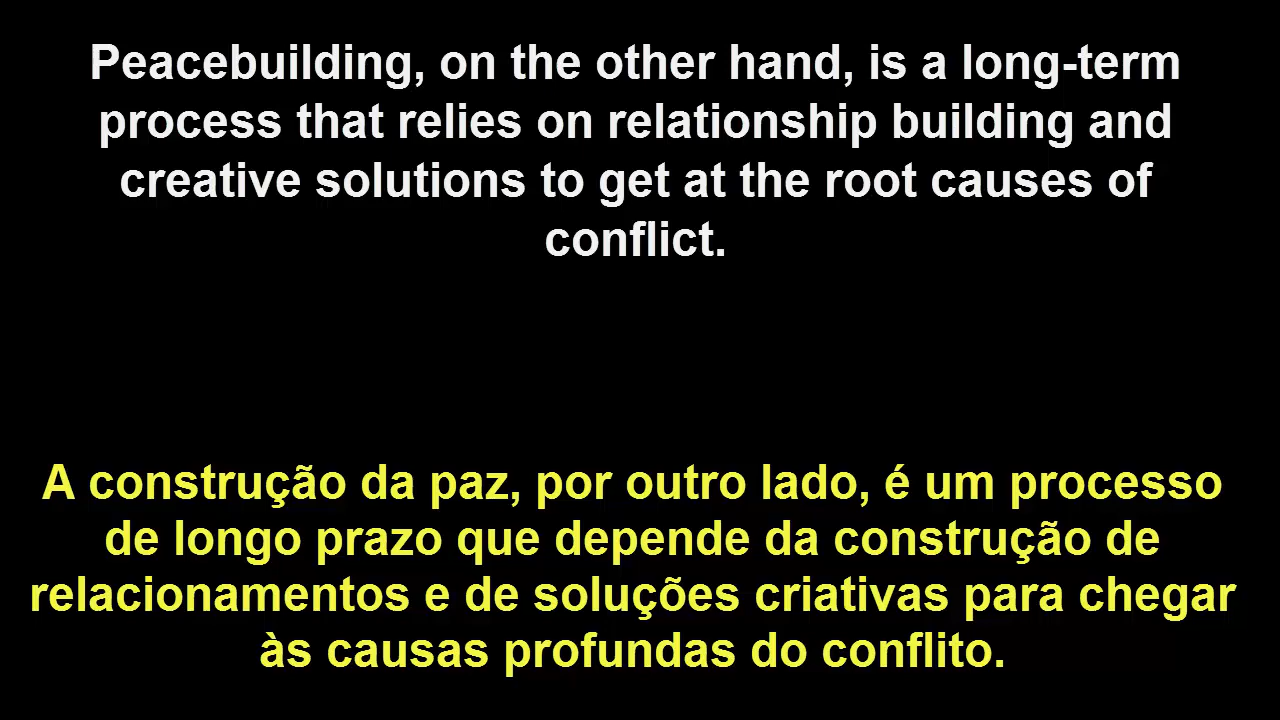 Peacebuilding, on the other hand, is a long-term
process that relies on relationship building and
creative solutions to get at the root causes of
conflict.
A construção da paz, por outro lado, é um processo
de longo prazo que depende da construção de
relacionamentos e de soluções criativas para chegar
às causas profundas do conflito.